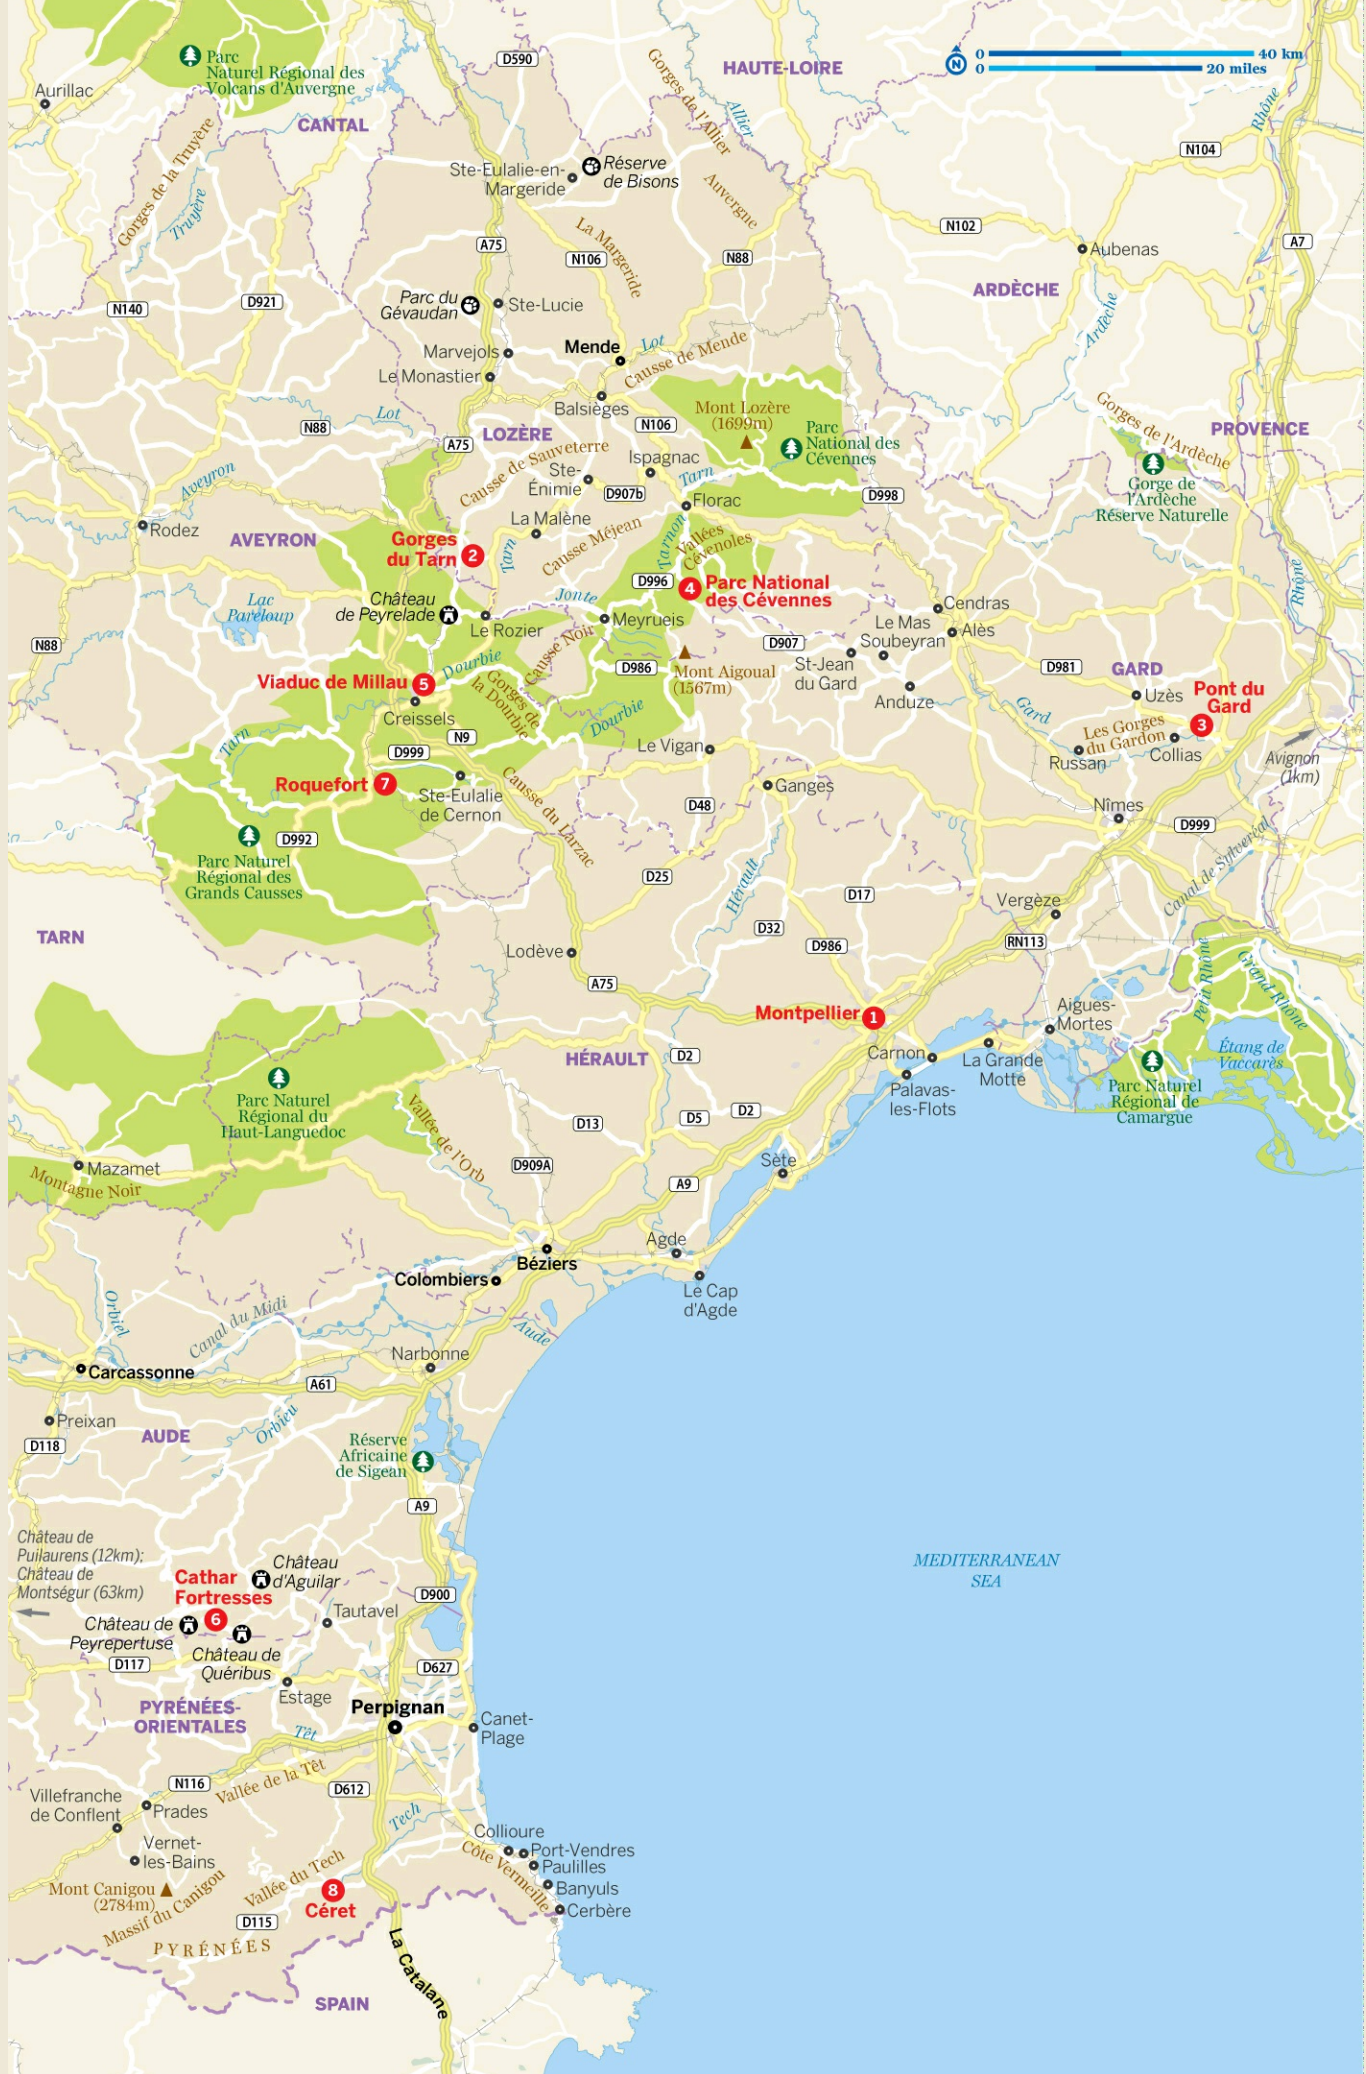 0
40 km
N
0
20 miles
D590
HAUTE-LOIRE
Parc
Naturel Régional des
Volcans d'Auvergne
Aurillac
CANTAL
Gorges de l'Allier
Allier
Rhône
N104
Gorges de la Truyère
Truyère
Ste-Eulalie-en-
Margeride
Réserve
de Bisons
Auvergne
N102
A75
La Margeride
N106
N88
Aubenas
A7
ARDÈCHE
Parc du
Gévaudan
Ste-Lucie
N140
D921
Ardèche
Marvejols
Mende
Lot
Causse de Mende
Le Monastier
Balsièges
Lot
N88
A75
LOZÈRE
N106
Mont Lozère
(1699m)
Parc
National des
Cévennes
Gorges de l'Ardèche
PROVENCE
Causse de Sauveterre
Ispagnac
Aveyron
Ste-
Énimie
D907b
Tarn
Florac
D998
Gorge de
l'Ardèche
Réserve Naturelle
Rodez
AVEYRON
La Malène
Gorges
du Tarn
2
Tarn
Causse Méjean
Tarnon
Vallées
Cévenoles
D996
4
Parc National
des Cévennes
Rhône
Lac
Pareloup
Château
de Peyrelade
Jonte
Le Rozier
Meyrueis
Cendras
Le Mas
Soubeyran
Alès
N88
Dourbie
Causse Noir
D986
D907
St-Jean
du Gard
D981
GARD
Viaduc de Millau
5
Mont Aigoual
(1567m)
Anduze
Uzès
Pont du
Gard
3
Creissels
Gorges de
la Dourbie
Dourbie
Gard
Les Gorges
du Gardon
Russan
Collias
Avignon
(1km)
Tarn
N9
D999
Le Vigan
Roquefort
7
Ste-Eulalie
de Cernon
Causse du Larzac
Ganges
D48
Nîmes
D999
D992
Parc Naturel
Régional des
Grands Causses
D25
Hérault
D17
Canal de Sylveréal
Vergèze
TARN
D32
D986
RN113
Lodève
Petit Rhône
Grand Rhône
A75
Montpellier
1
Aigues-
Mortes
HÉRAULT
D2
Carnon
La Grande
Motte
Étang de
Vaccarès
Parc Naturel
Régional du
Haut-Languedoc
Palavas-
les-Flots
Parc Naturel
Régional de
Camargue
Vallée de l'Orb
D13
D5
D2
Mazamet
Montagne Noir
D909A
Sète
A9
Agde
Béziers
Colombiers
Le Cap
d'Agde
Orbiel
Canal du Midi
Aude
Narbonne
Carcassonne
A61
Preixan
D118
AUDE
Orbieu
Réserve
Africaine
de Sigean
A9
Château de
Puilaurens (12km);
Château de
Montségur (63km)
MEDITERRANEAN
SEA
Château
d'Aguilar
Cathar
Fortresses
6
D900
Tautavel
Château de
Peyrepertuse
Château de
Quéribus
D117
D627
Estage
PYRÉNÉES-
ORIENTALES
Perpignan
Canet-
Plage
Têt
N116
Vallée de la Têt
D612
Villefranche
de Conflent
Prades
Tech
Vernet-
les-Bains
Collioure
Port-Vendres
Paulilles
Banyuls
Cerbère
Côte Vermeille
Mont Canigou
(2784m)
Massif du Canigou
Vallée du Tech
8
Céret
D115
PYRÉNÉES
La Catalane
SPAIN